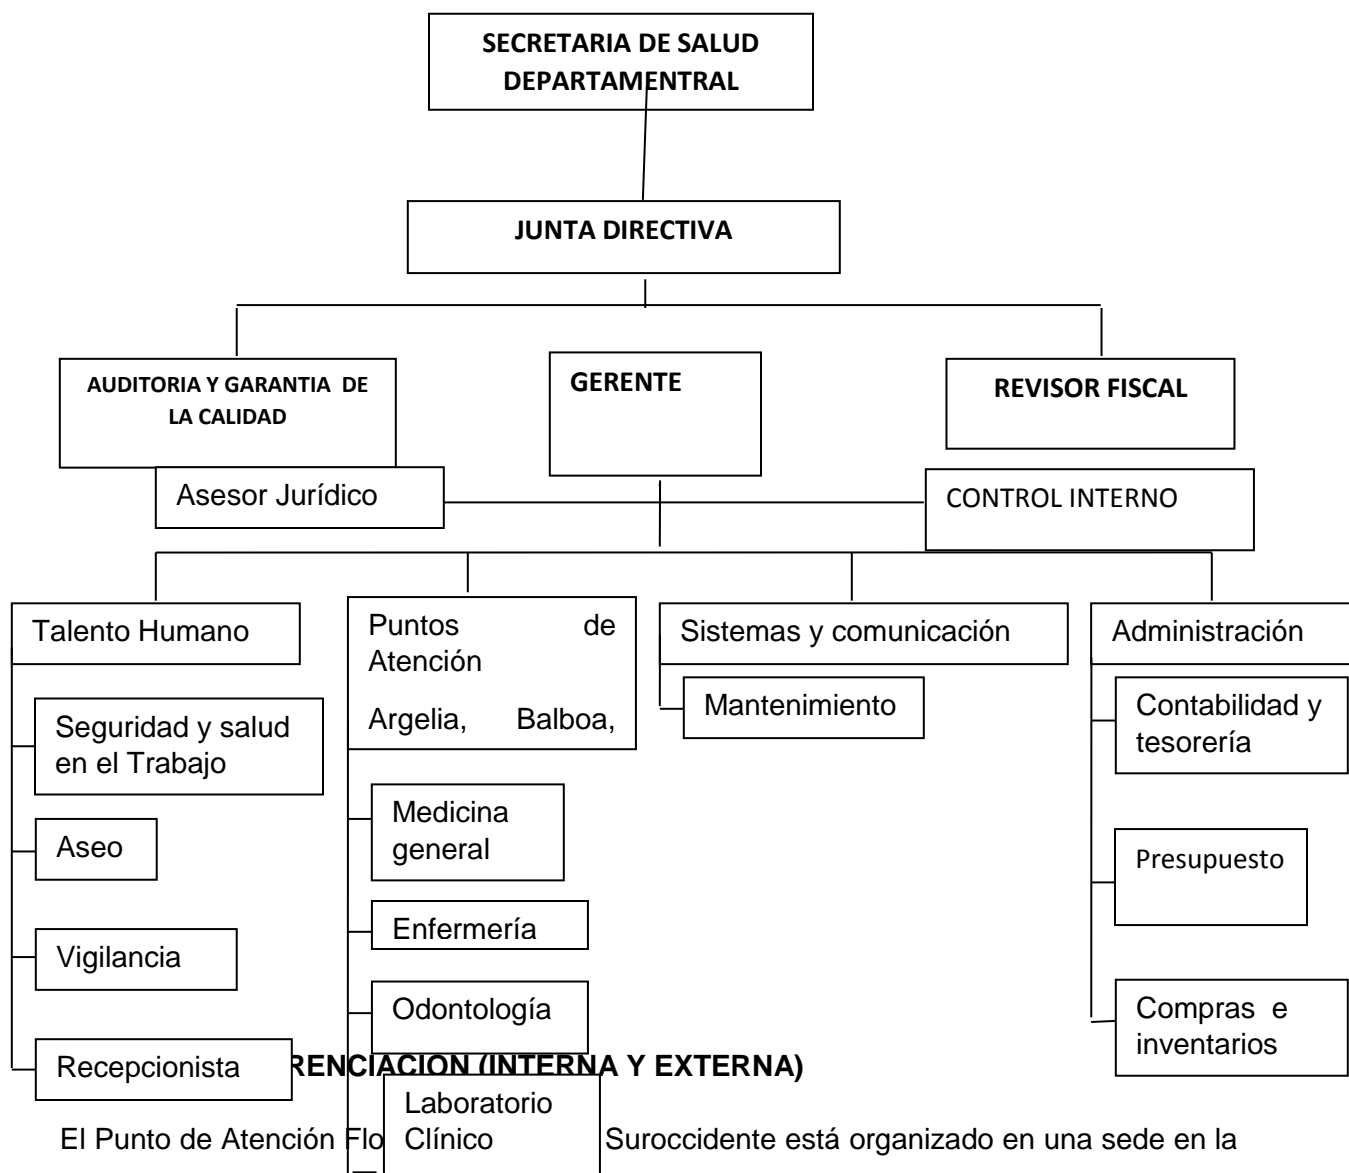 SECRETARIA DE SALUD
DEPARTAMENTRAL
JUNTA DIRECTIVA
AUDITORIA Y GARANTIA DE
LA CALIDAD
GERENTE
REVISOR FISCAL
Asesor Jurídico
CONTROL INTERNO
Talento Humano
Seguridad y salud
en el Trabajo
Aseo
Vigilancia
Recepcionista
Puntos de
Atención
Argelia, Balboa,
Medicina
general
Enfermería
Odontología
Laboratorio
Clínico
Sistemas y comunicación
Mantenimiento
Administración
Contabilidad y
tesorería
Presupuesto
Compras e
inventarios
RENCIACION (INTERNA Y EXTERNA)
El Punto de Atención Flo Suroccidente está organizado en una sede en la